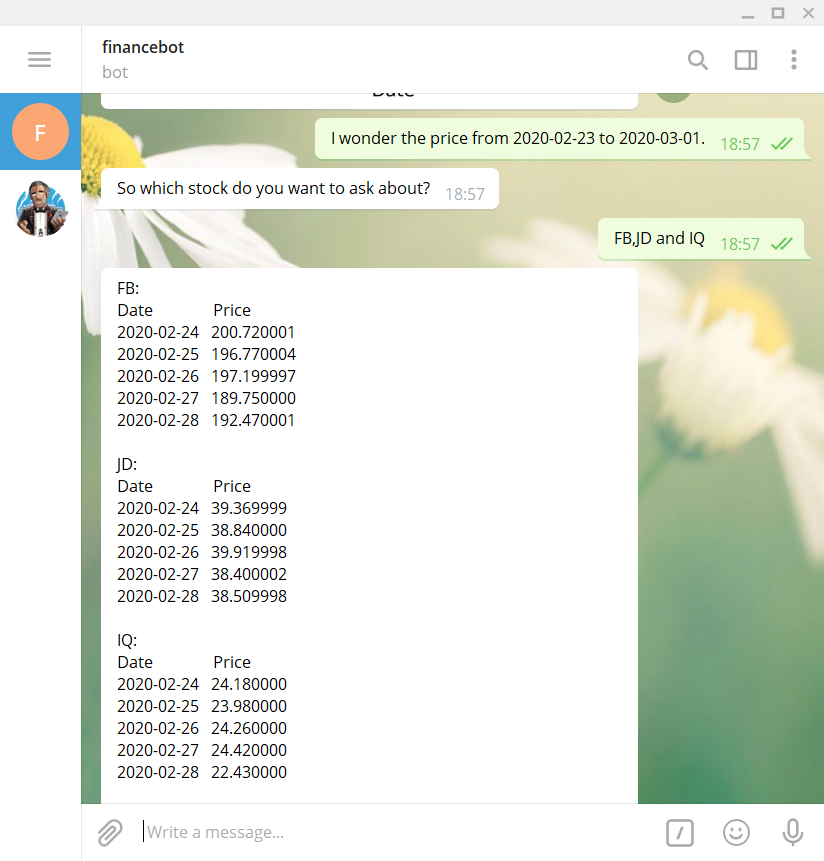 financebot
bot
F
Date
I wonder the price from 2020-02-23 to 2020-03-01. 18:57
So which stock do you want to ask about? 18:57
FB,JD and IQ 18:57
FB:
Date Price
2020-02-24 200.720001
2020-02-25 196.770004
2020-02-26 197.199997
2020-02-27 189.750000
2020-02-28 192.470001
JD:
Date Price
2020-02-24 39.369999
2020-02-25 38.840000
2020-02-26 39.919998
2020-02-27 38.400002
2020-02-28 38.509998
IQ:
Date Price
2020-02-24 24.180000
2020-02-25 23.980000
2020-02-26 24.260000
2020-02-27 24.420000
2020-02-28 22.430000
Write a message...